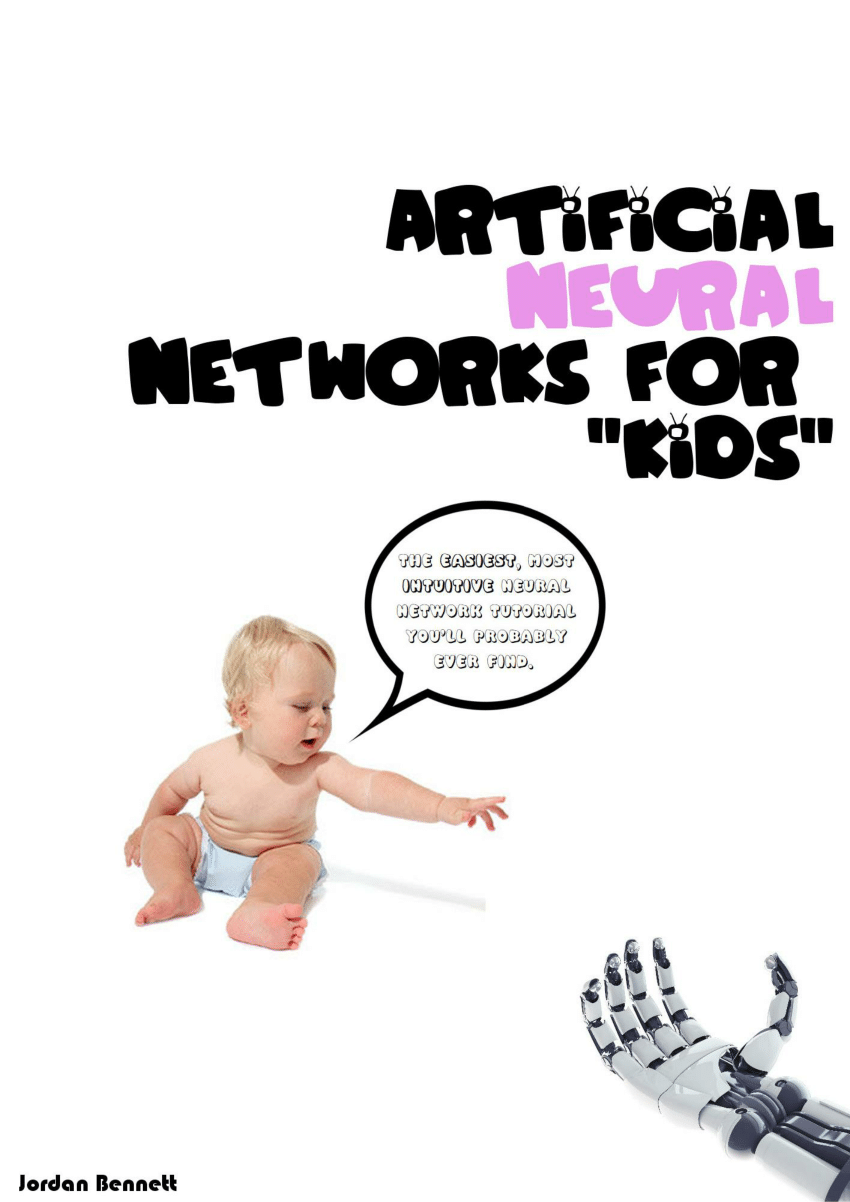 ARTiFiCiAL
NEURAL
NETWORKS FOR
"KiDS"
THE EASIEST, MOST
INTUITIVE NEURAL
NETWORK TUTORIAL
YOU'LL PROBABLY
EVER FIND.
Jordan Bennett